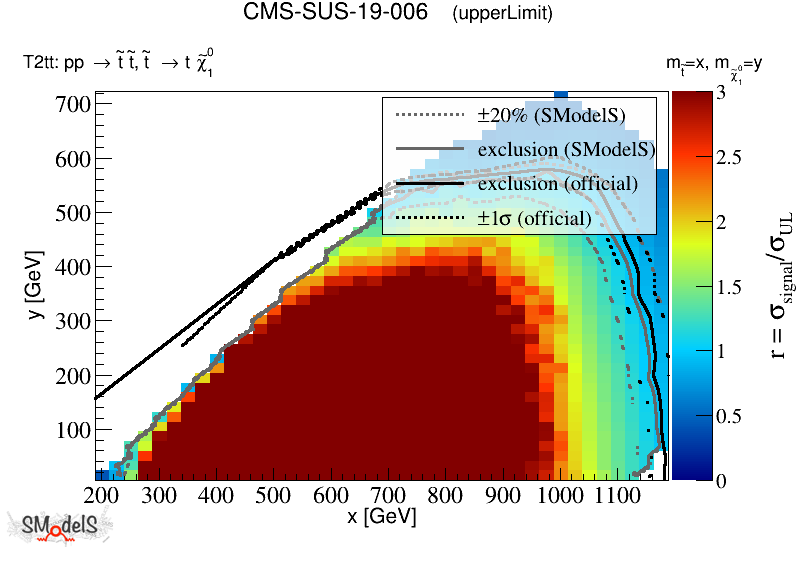 CMS-SUS-19-006 (upperLimit)
T2tt: pp → t̃ t̃, t̃ → t χ̃₁⁰
m_t̃=x, m_χ̃₁⁰=y
±20% (SModelS)
exclusion (SModelS)
exclusion (official)
±1σ (official)
700
600
500
400
300
200
100
y [GeV]
200 300 400 500 600 700 800 900 1000 1100
x [GeV]
3
2.5
2
1.5
1
0.5
0
r = σ_signal/σ_UL
SModelS